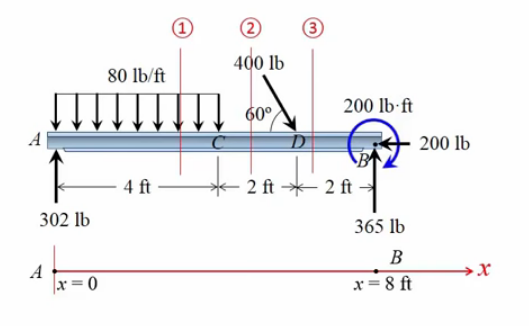 ① ② ③
400 lb
80 lb/ft
60° 200 lb·ft
A C D B 200 lb
4 ft 2 ft 2 ft
302 lb 365 lb
A B x
x = 0 x = 8 ft